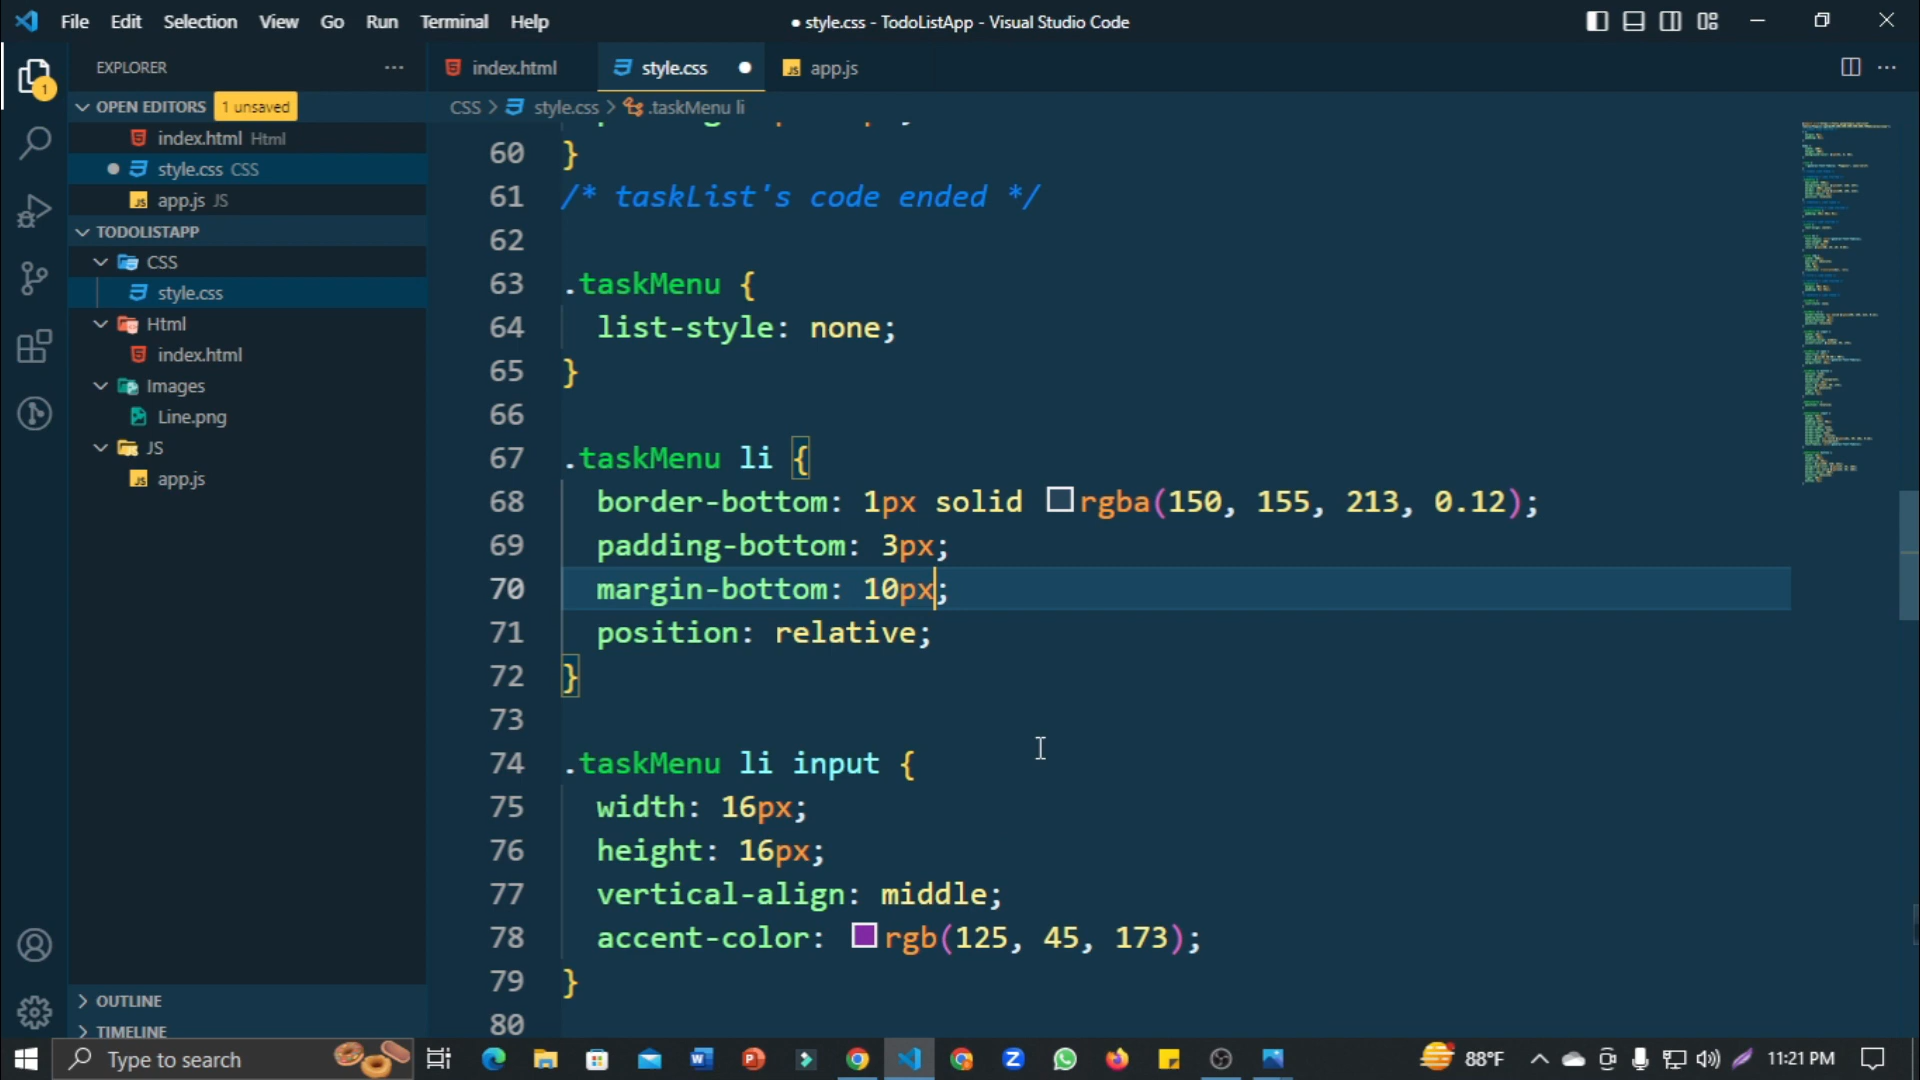 File Edit Selection View Go Run Terminal Help
● style.css - TodoListApp - Visual Studio Code
EXPLORER
OPEN EDITORS 1 unsaved
index.html Html
style.css CSS
app.js JS
TODOLISTAPP
CSS
style.css
Html
index.html
Images
Line.png
JS
app.js
OUTLINE
TIMELINE
1
index.html style.css app.js
CSS > style.css > .taskMenu li
60 }
61 /* taskList's code ended */
62
63 .taskMenu {
64 list-style: none;
65 }
66
67 .taskMenu li {
68 border-bottom: 1px solid rgba(150, 155, 213, 0.12);
69 padding-bottom: 3px;
70 margin-bottom: 10px;
71 position: relative;
72 }
73
74 .taskMenu li input {
75 width: 16px;
76 height: 16px;
77 vertical-align: middle;
78 accent-color: rgb(125, 45, 173);
79 }
80
Type to search
88°F
11:21 PM